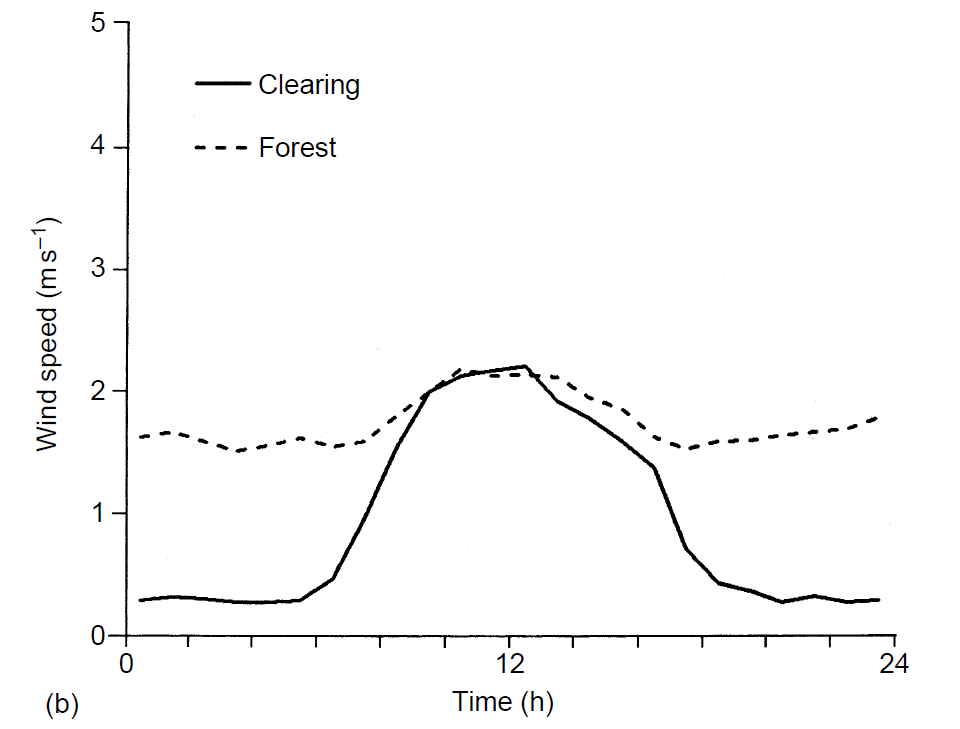 5
Clearing
4
Forest
3
2
1
0
Wind speed (m s⁻¹)
0 12 24
Time (h)
(b)